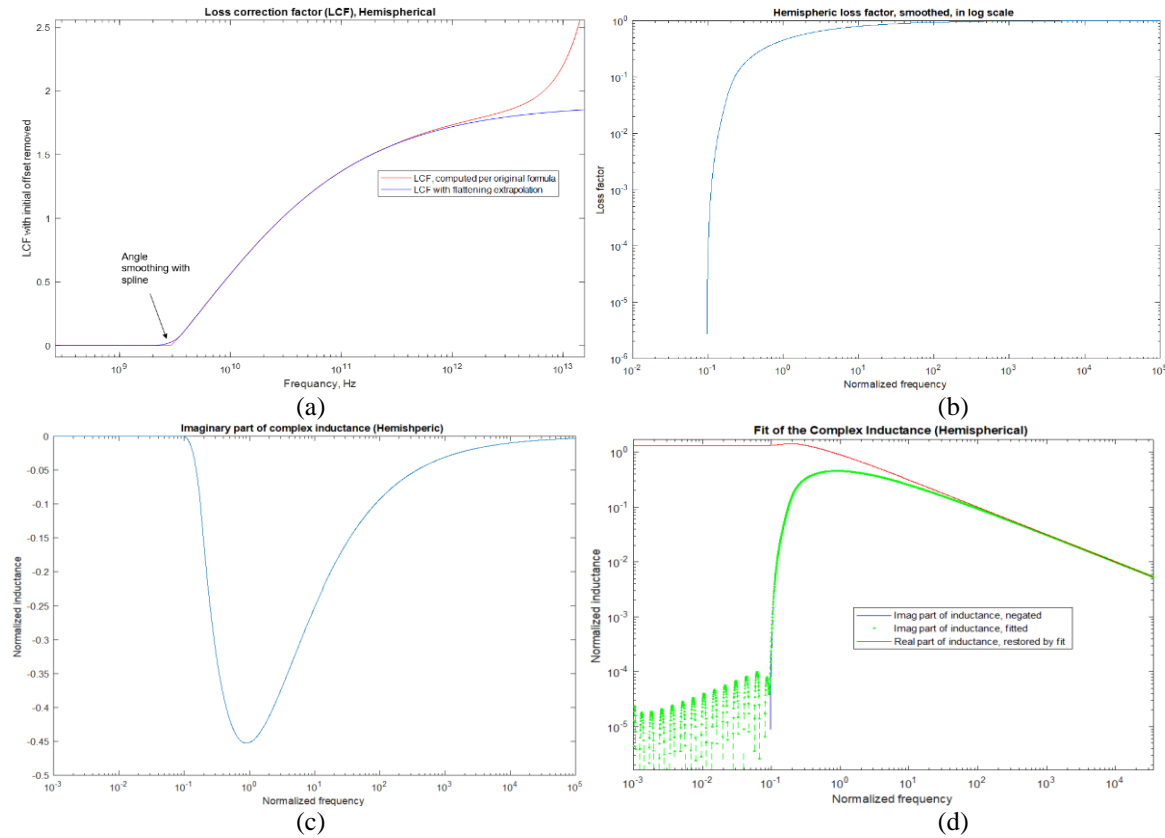 Loss correction factor (LCF), Hemispherical
LCF with initial offset removed
2.5
2
1.5
1
0.5
0
LCF, computed per original formula
LCF with flattening extrapolation
Angle
smoothing with
spline
10^9
10^10
10^11
10^12
10^13
Frequancy, Hz
(a)
Hemispheric loss factor, smoothed, in log scale
Loss factor
10^0
10^-1
10^-2
10^-3
10^-4
10^-5
10^-6
10^-2
10^-1
10^0
10^1
10^2
10^3
10^4
10^5
Normalized frequency
(b)
Imaginary part of complex inductance (Hemishperic)
Normalized inductance
0
-0.05
-0.1
-0.15
-0.2
-0.25
-0.3
-0.35
-0.4
-0.45
-0.5
10^-3
10^-2
10^-1
10^0
10^1
10^2
10^3
10^4
10^5
Normalized frequency
(c)
Fit of the Complex Inductance (Hemispherical)
Normalized inductance
10^0
10^-1
10^-2
10^-3
10^-4
10^-5
Imag part of inductance, negated
Imag part of inductance, fitted
Real part of inductance, restored by fit
10^-3
10^-2
10^-1
10^0
10^1
10^2
10^3
10^4
Normalized frequency
(d)